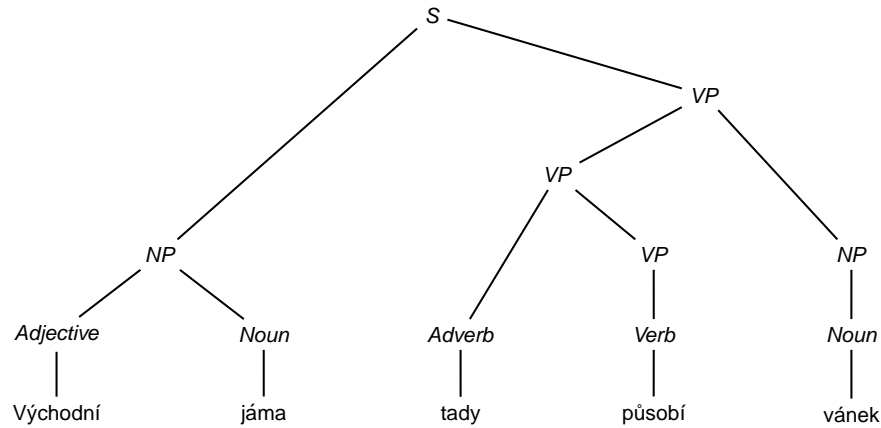 S
VP
VP
NP VP NP
Adjective Noun Adverb Verb Noun
Východní jáma tady působí vánek